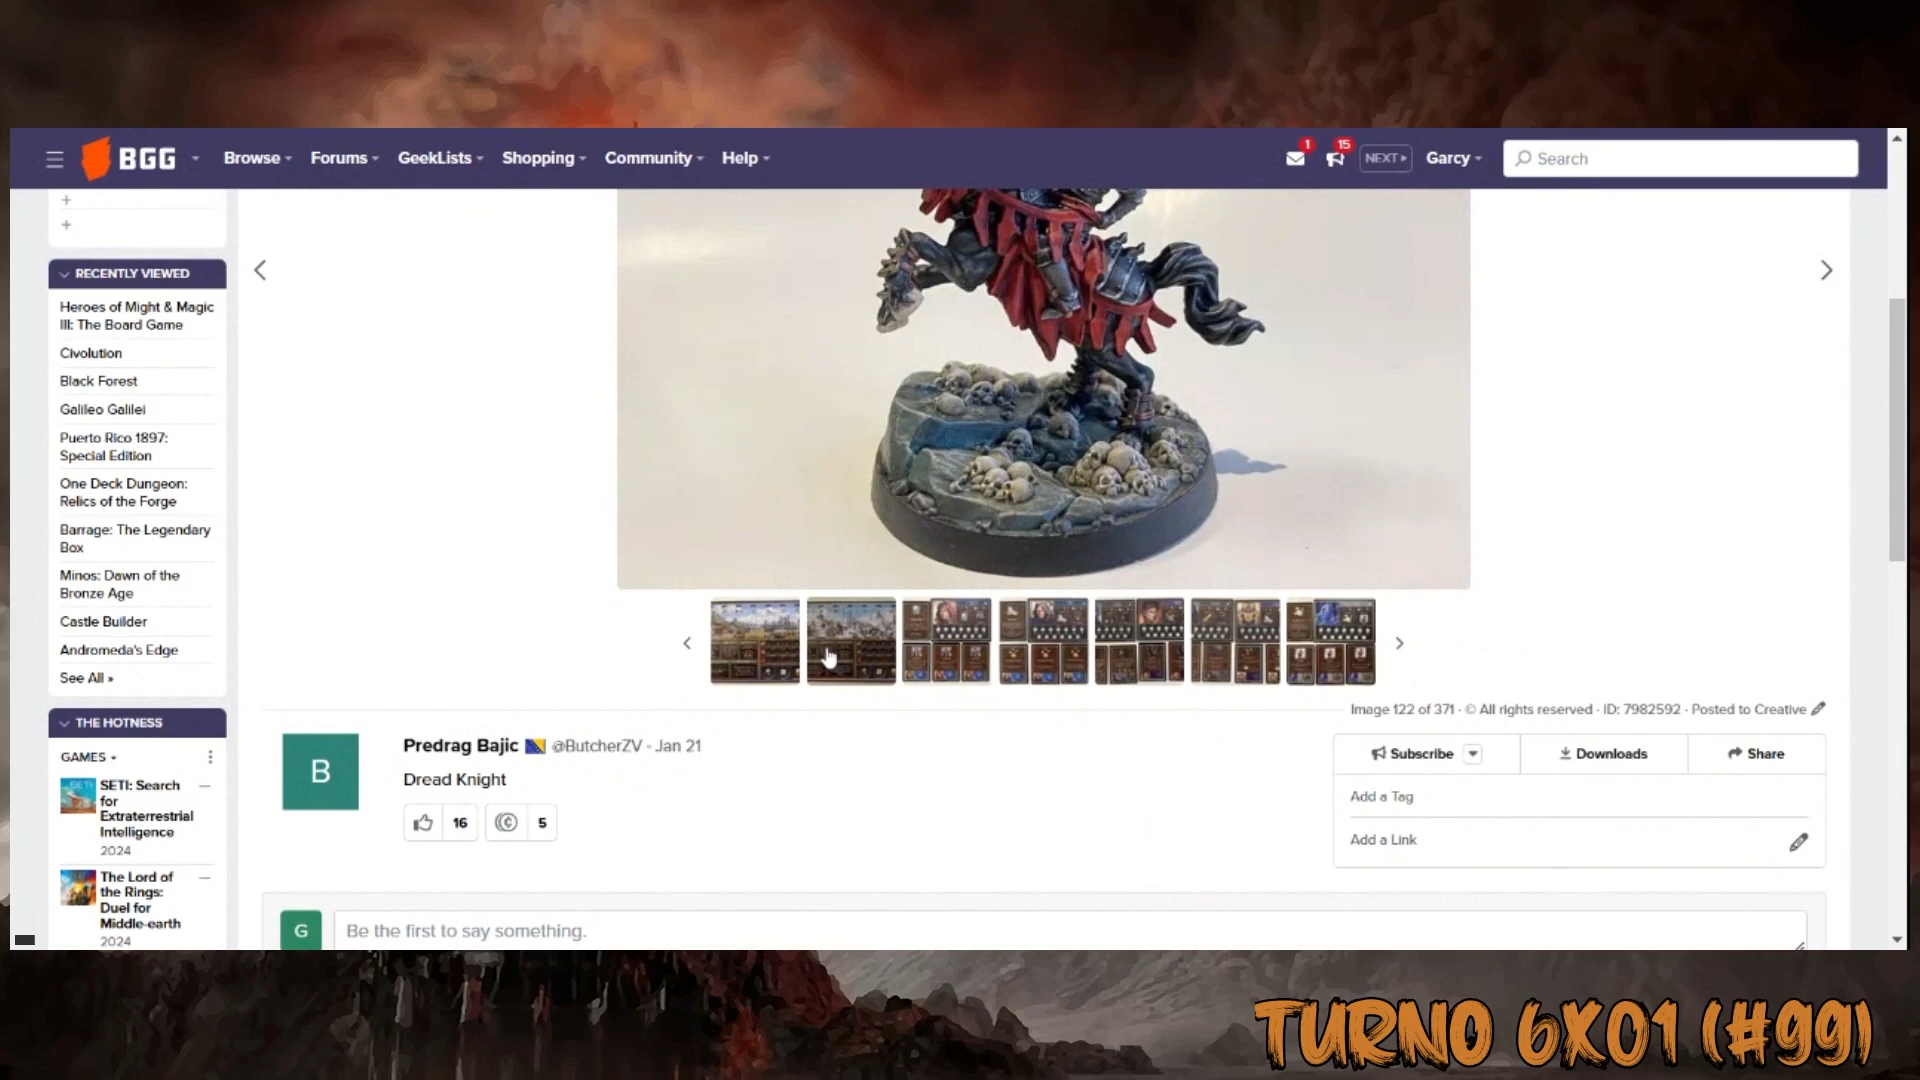 BGG
Browse
Forums
GeekLists
Shopping
Community
Help
1
15
NEXT
Garcy
Search
RECENTLY VIEWED
Heroes of Might & Magic
III: The Board Game
Civolution
Black Forest
Galileo Galilei
Puerto Rico 1897:
Special Edition
One Deck Dungeon:
Relics of the Forge
Barrage: The Legendary
Box
Minos: Dawn of the
Bronze Age
Castle Builder
Andromeda's Edge
See All »
THE HOTNESS
GAMES
SETI: Search
for
Extraterrestrial
Intelligence
2024
The Lord of
the Rings:
Duel for
Middle-earth
2024
Image 122 of 371 · © All rights reserved · ID: 7982592 · Posted to Creative
B
Predrag Bajic @ButcherZV - Jan 21
Dread Knight
16
5
Subscribe
Downloads
Share
Add a Tag
Add a Link
G
Be the first to say something.
TURNO 6X01 (#99)